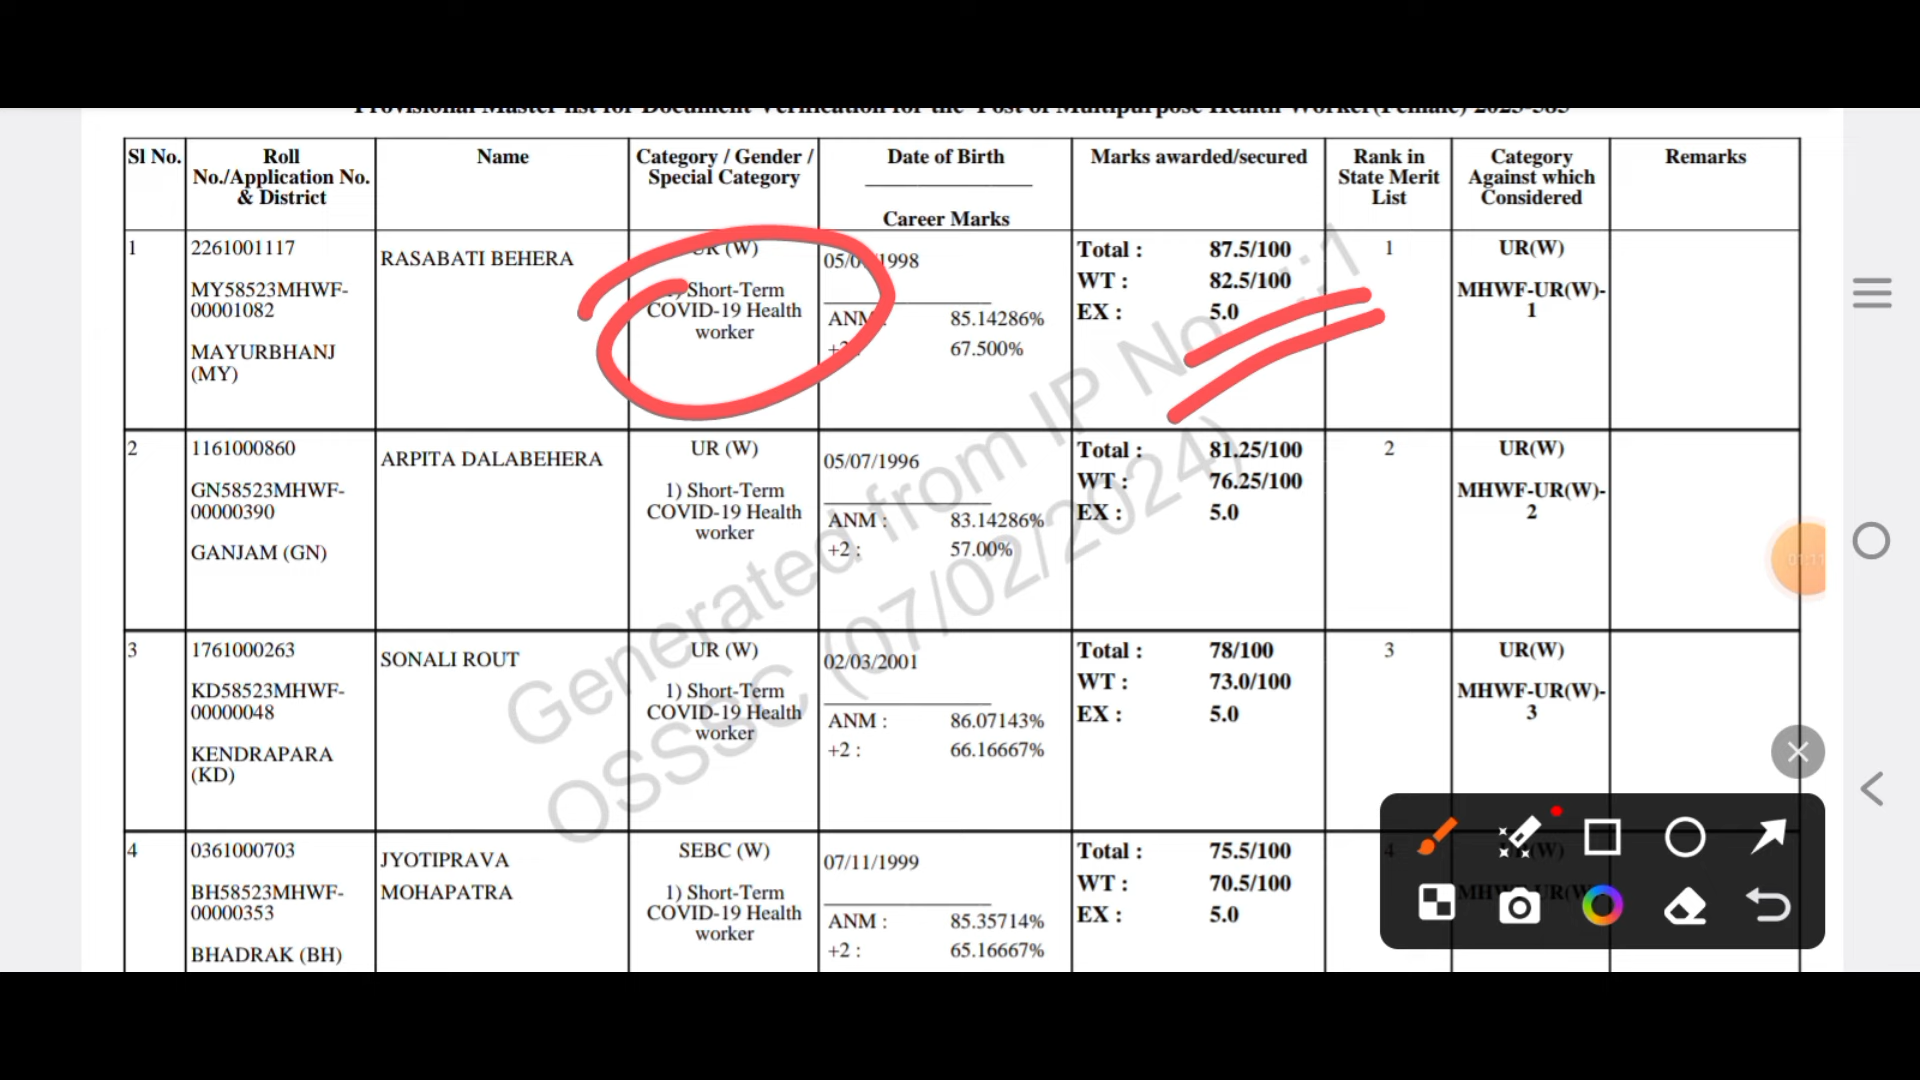 Provisional Master list for Document Verification for the Post of Multipurpose Health Worker(Female) 2023-585
Sl No.
Roll
No./Application No.
& District
Name
Category / Gender /
Special Category
Date of Birth
Career Marks
Marks awarded/secured
Rank in
State Merit
List
Category
Against which
Considered
Remarks
1
2261001117
MY58523MHWF-
00001082
MAYURBHANJ
(MY)
RASABATI BEHERA
UR (W)
Short-Term
COVID-19 Health
worker
1998
ANM :
85.14286%
+2 :
67.500%
Total :
87.5/100
WT :
82.5/100
EX :
5.0
1
UR(W)
MHWF-UR(W)-
1
2
1161000860
GN58523MHWF-
00000390
GANJAM (GN)
ARPITA DALABEHERA
UR (W)
1) Short-Term
COVID-19 Health
worker
05/07/1996
ANM :
83.14286%
+2 :
57.00%
Total :
81.25/100
WT :
76.25/100
EX :
5.0
2
UR(W)
MHWF-UR(W)-
2
3
1761000263
KD58523MHWF-
00000048
KENDRAPARA
(KD)
SONALI ROUT
UR (W)
1) Short-Term
COVID-19 Health
worker
02/03/2001
ANM :
86.07143%
+2 :
66.16667%
Total :
78/100
WT :
73.0/100
EX :
5.0
3
UR(W)
MHWF-UR(W)-
3
4
0361000703
BH58523MHWF-
00000353
BHADRAK (BH)
JYOTIPRAVA
MOHAPATRA
SEBC (W)
1) Short-Term
COVID-19 Health
worker
07/11/1999
ANM :
85.35714%
+2 :
65.16667%
Total :
75.5/100
WT :
70.5/100
EX :
5.0
4
Generated from IP No
OSSSC (07/02/2024)